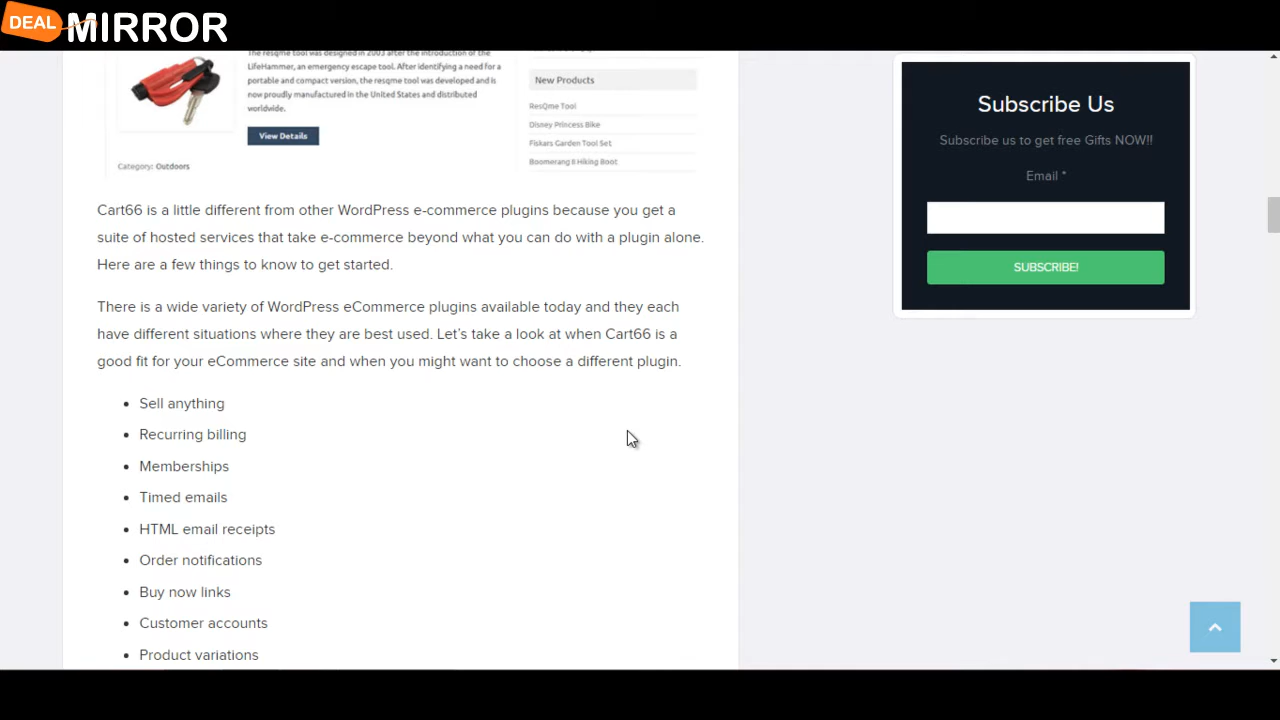 DEAL MIRROR
The resqme tool was designed in 2003 after the introduction of the
LifeHammer, an emergency escape tool. After identifying a need for a
portable and compact version, the resqme tool was developed and is
now proudly manufactured in the United States and distributed
worldwide.
View Details
Category: Outdoors
New Products
ResQme Tool
Disney Princess Bike
Fiskars Garden Tool Set
Boomerang II Hiking Boot
Cart66 is a little different from other WordPress e-commerce plugins because you get a
suite of hosted services that take e-commerce beyond what you can do with a plugin alone.
Here are a few things to know to get started.
There is a wide variety of WordPress eCommerce plugins available today and they each
have different situations where they are best used. Let’s take a look at when Cart66 is a
good fit for your eCommerce site and when you might want to choose a different plugin.
• Sell anything
• Recurring billing
• Memberships
• Timed emails
• HTML email receipts
• Order notifications
• Buy now links
• Customer accounts
• Product variations
Subscribe Us
Subscribe us to get free Gifts NOW!!
Email *
SUBSCRIBE!